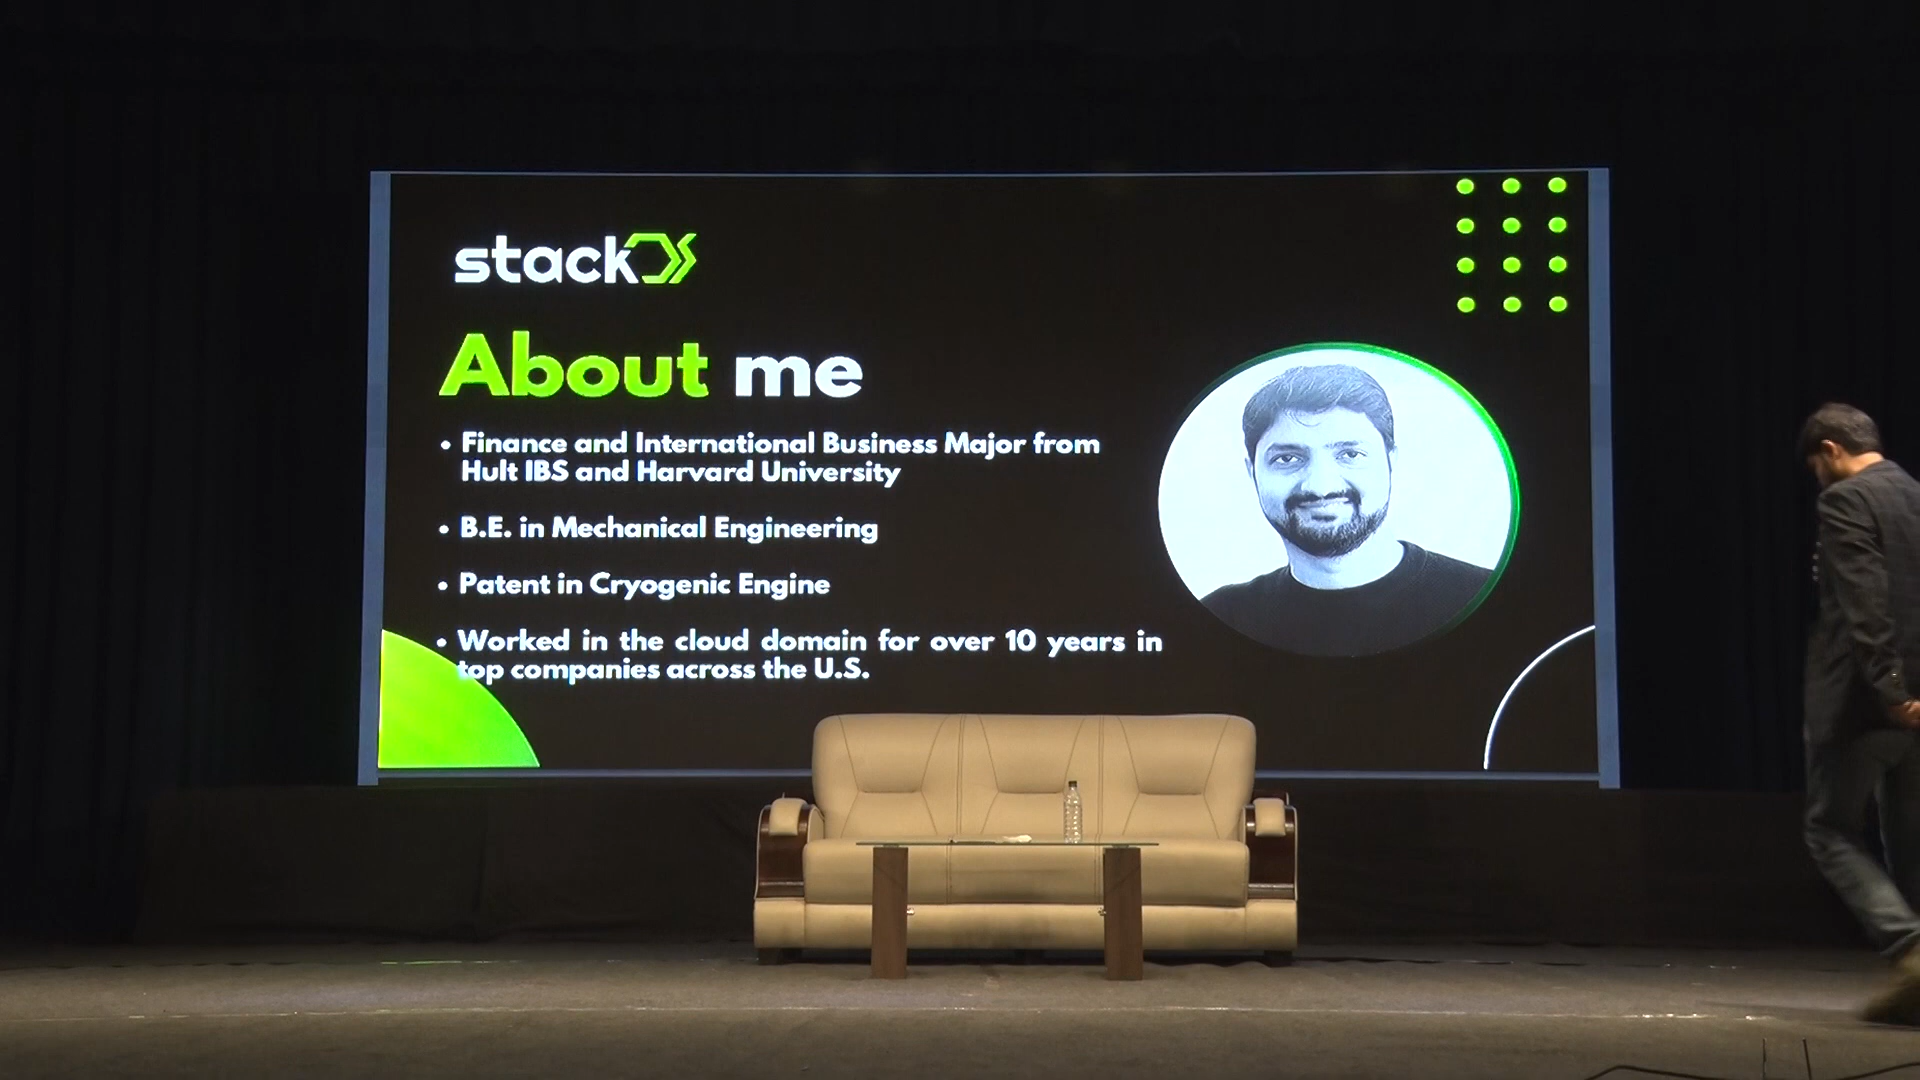 stack
About me
• Finance and International Business Major from
Hult IBS and Harvard University
• B.E. in Mechanical Engineering
• Patent in Cryogenic Engine
• Worked in the cloud domain for over 10 years in
top companies across the U.S.